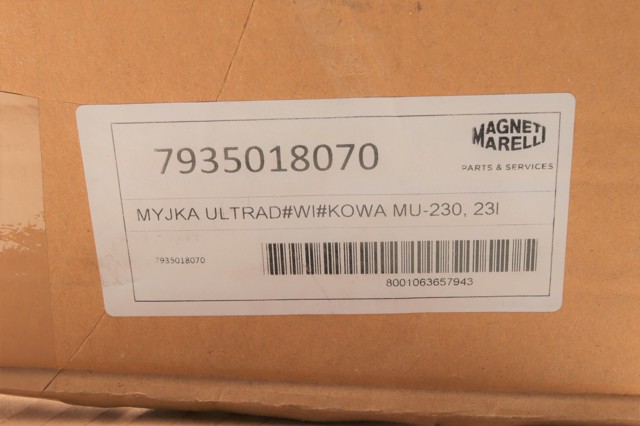 7935018070
MAGNETI
MARELLI
PARTS & SERVICES
MYJKA ULTRAD#WI#KOWA MU-230, 23l
7935018070
8001063657943